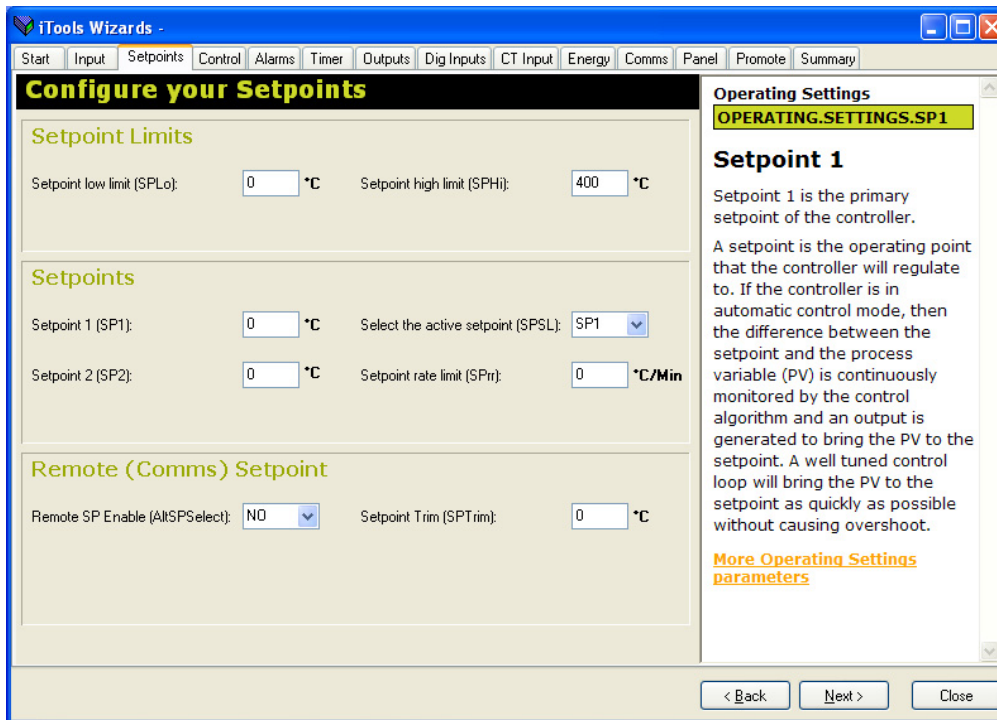 iTools Wizards -
Start Input Setpoints Control Alarms Timer Outputs Dig Inputs CT Input Energy Comms Panel Promote Summary
Configure your Setpoints
Setpoint Limits
Setpoint low limit (SPLo): 0 °C Setpoint high limit (SPHi): 400 °C
Setpoints
Setpoint 1 (SP1): 0 °C Select the active setpoint (SPSL): SP1
Setpoint 2 (SP2): 0 °C Setpoint rate limit (SPrr): 0 °C/Min
Remote (Comms) Setpoint
Remote SP Enable (AltSPSelect): NO Setpoint Trim (SPTrim): 0 °C
Operating Settings
OPERATING.SETTINGS.SP1
Setpoint 1
Setpoint 1 is the primary
setpoint of the controller.
A setpoint is the operating point
that the controller will regulate
to. If the controller is in
automatic control mode, then
the difference between the
setpoint and the process
variable (PV) is continuously
monitored by the control
algorithm and an output is
generated to bring the PV to the
setpoint. A well tuned control
loop will bring the PV to the
setpoint as quickly as possible
without causing overshoot.
More Operating Settings
parameters
< Back Next > Close